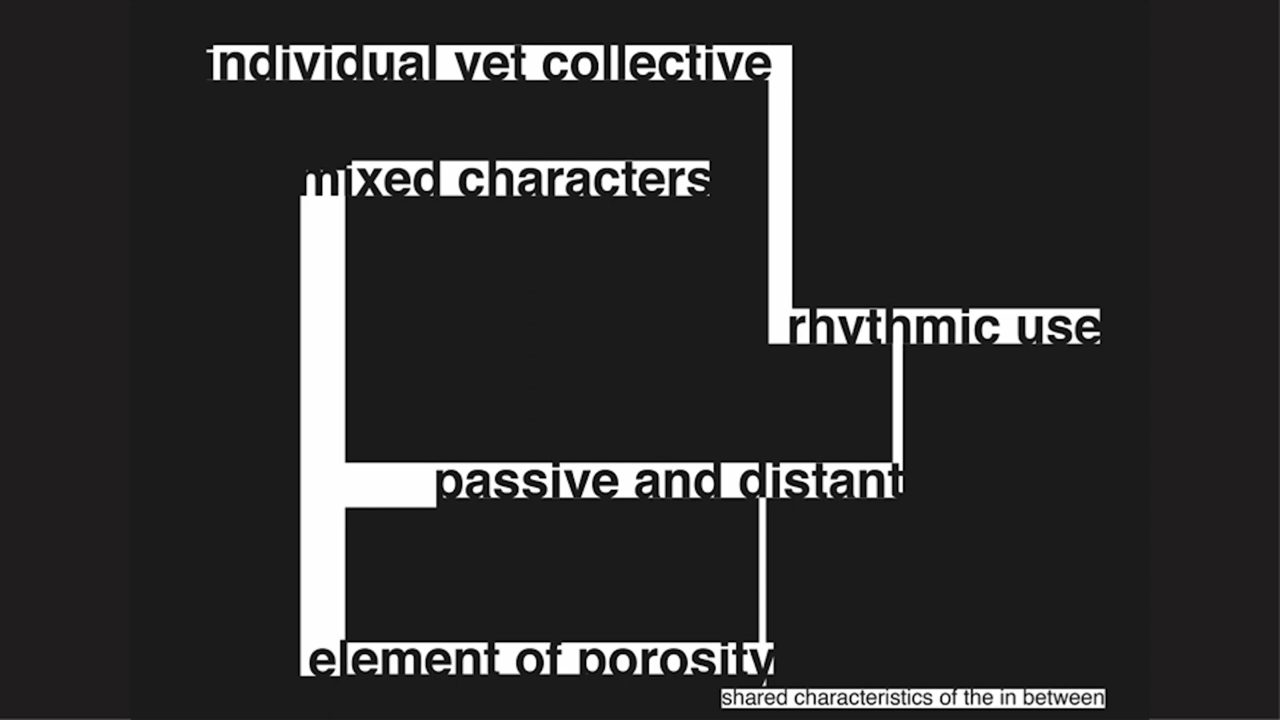 individual yet collective
mixed characters
rhythmic use
passive and distant
element of porosity
shared characteristics of the in between